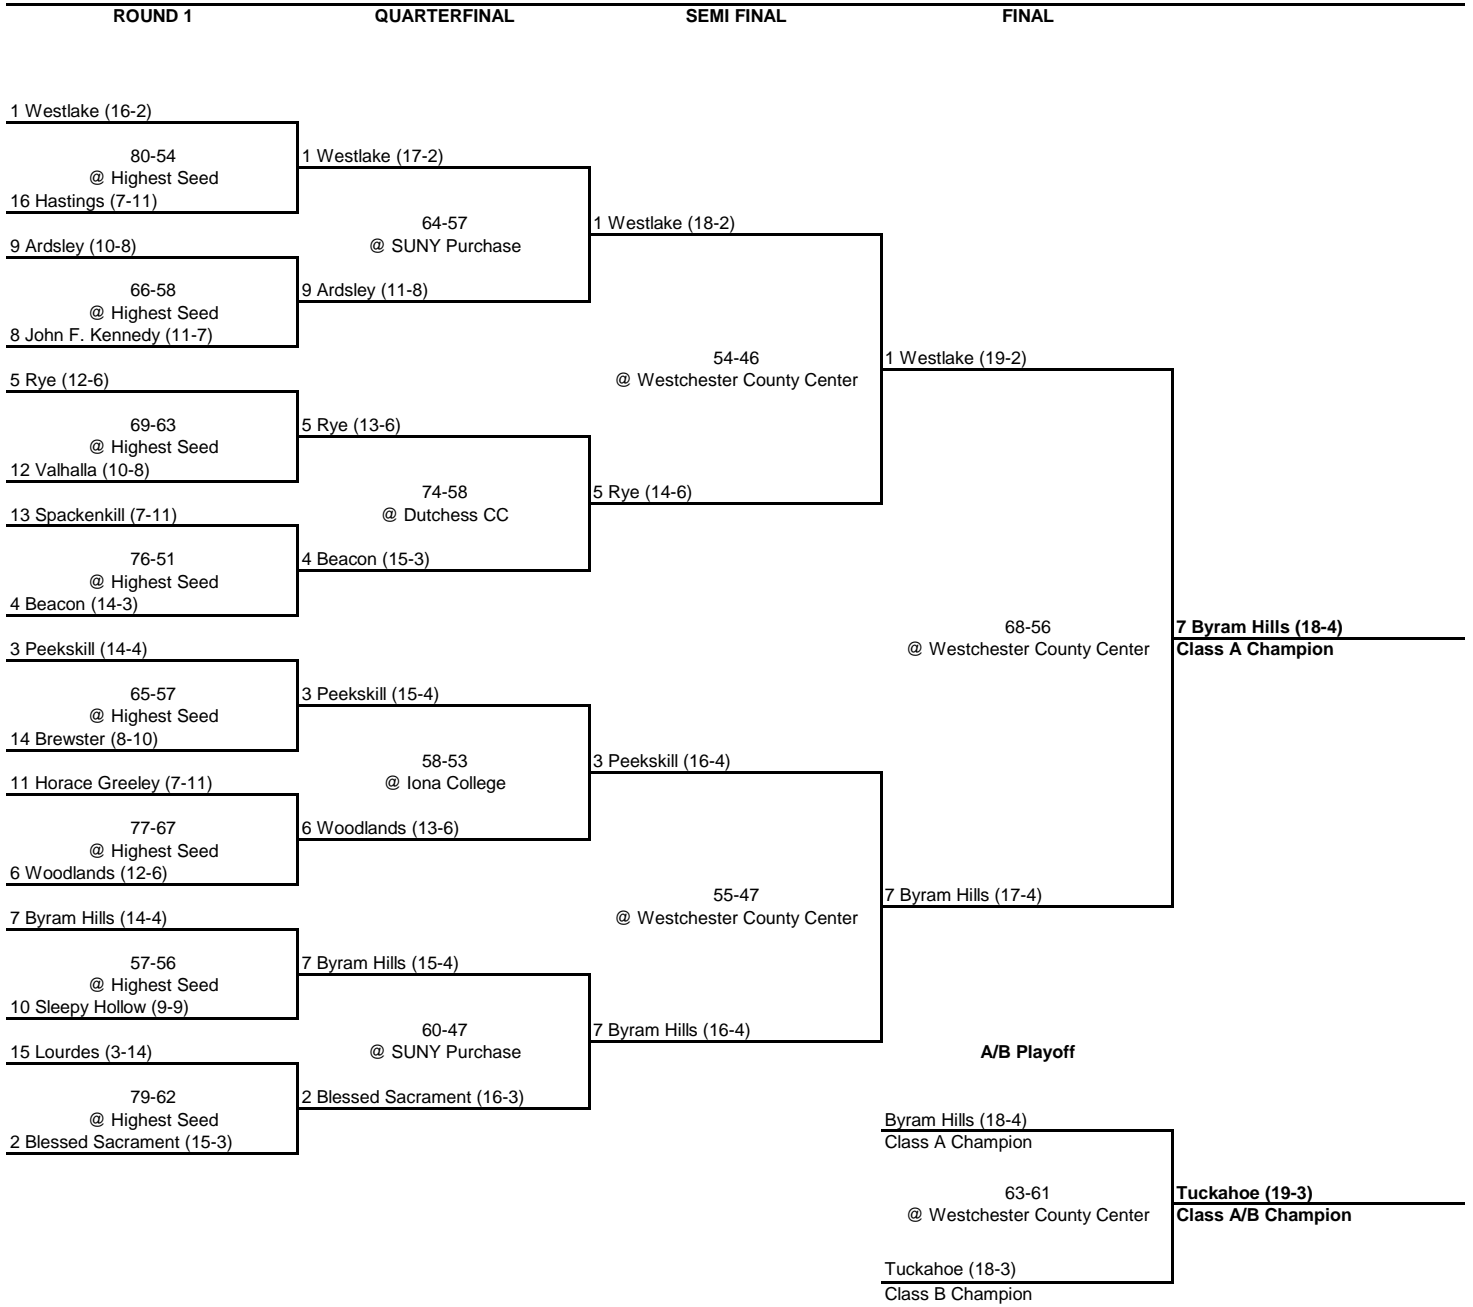 ROUND 1
QUARTERFINAL
SEMI FINAL
FINAL
1 Westlake (16-2)
80-54
@ Highest Seed
16 Hastings (7-11)
9 Ardsley (10-8)
66-58
@ Highest Seed
8 John F. Kennedy (11-7)
5 Rye (12-6)
69-63
@ Highest Seed
12 Valhalla (10-8)
13 Spackenkill (7-11)
76-51
@ Highest Seed
4 Beacon (14-3)
3 Peekskill (14-4)
65-57
@ Highest Seed
14 Brewster (8-10)
11 Horace Greeley (7-11)
77-67
@ Highest Seed
6 Woodlands (12-6)
7 Byram Hills (14-4)
57-56
@ Highest Seed
10 Sleepy Hollow (9-9)
15 Lourdes (3-14)
79-62
@ Highest Seed
2 Blessed Sacrament (15-3)
1 Westlake (17-2)
64-57
@ SUNY Purchase
9 Ardsley (11-8)
5 Rye (13-6)
74-58
@ Dutchess CC
4 Beacon (15-3)
3 Peekskill (15-4)
58-53
@ Iona College
6 Woodlands (13-6)
7 Byram Hills (15-4)
60-47
@ SUNY Purchase
2 Blessed Sacrament (16-3)
1 Westlake (18-2)
54-46
@ Westchester County Center
5 Rye (14-6)
3 Peekskill (16-4)
55-47
@ Westchester County Center
7 Byram Hills (16-4)
1 Westlake (19-2)
68-56
@ Westchester County Center
7 Byram Hills (17-4)
7 Byram Hills (18-4)
Class A Champion
A/B Playoff
Byram Hills (18-4)
Class A Champion
63-61
@ Westchester County Center
Tuckahoe (18-3)
Class B Champion
Tuckahoe (19-3)
Class A/B Champion